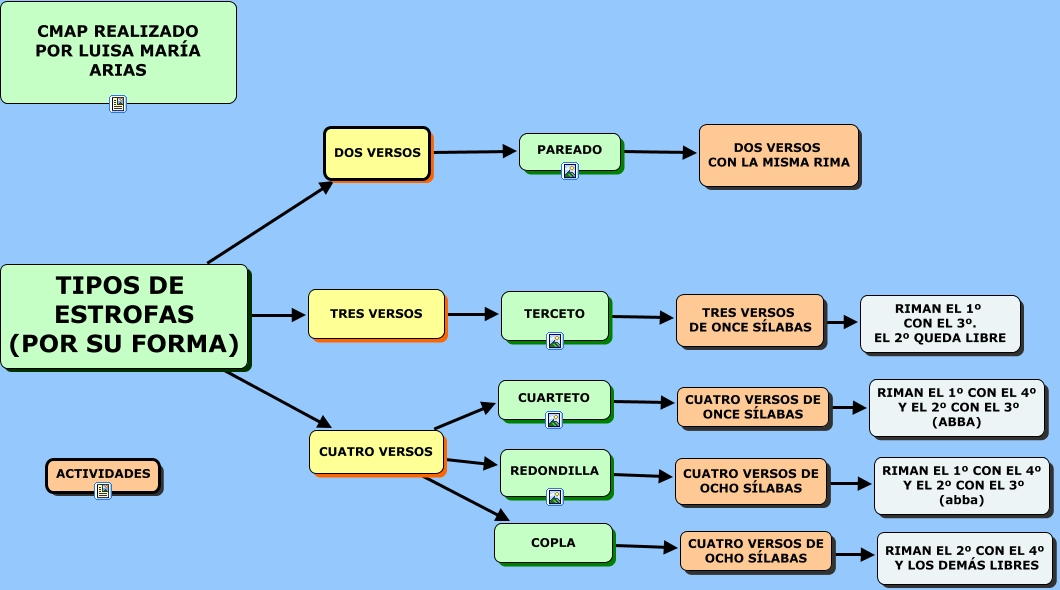 CMAP REALIZADO
POR LUISA MARÍA
ARIAS
DOS VERSOS
PAREADO
DOS VERSOS
CON LA MISMA RIMA
TIPOS DE
ESTROFAS
(POR SU FORMA)
TRES VERSOS
TERCETO
TRES VERSOS
DE ONCE SÍLABAS
RIMAN EL 1º
CON EL 3º.
EL 2º QUEDA LIBRE
CUATRO VERSOS
CUARTETO
CUATRO VERSOS DE
ONCE SÍLABAS
RIMAN EL 1º CON EL 4º
Y EL 2º CON EL 3º
(ABBA)
REDONDILLA
CUATRO VERSOS DE
OCHO SÍLABAS
RIMAN EL 1º CON EL 4º
Y EL 2º CON EL 3º
(abba)
COPLA
CUATRO VERSOS DE
OCHO SÍLABAS
RIMAN EL 2º CON EL 4º
Y LOS DEMÁS LIBRES
ACTIVIDADES